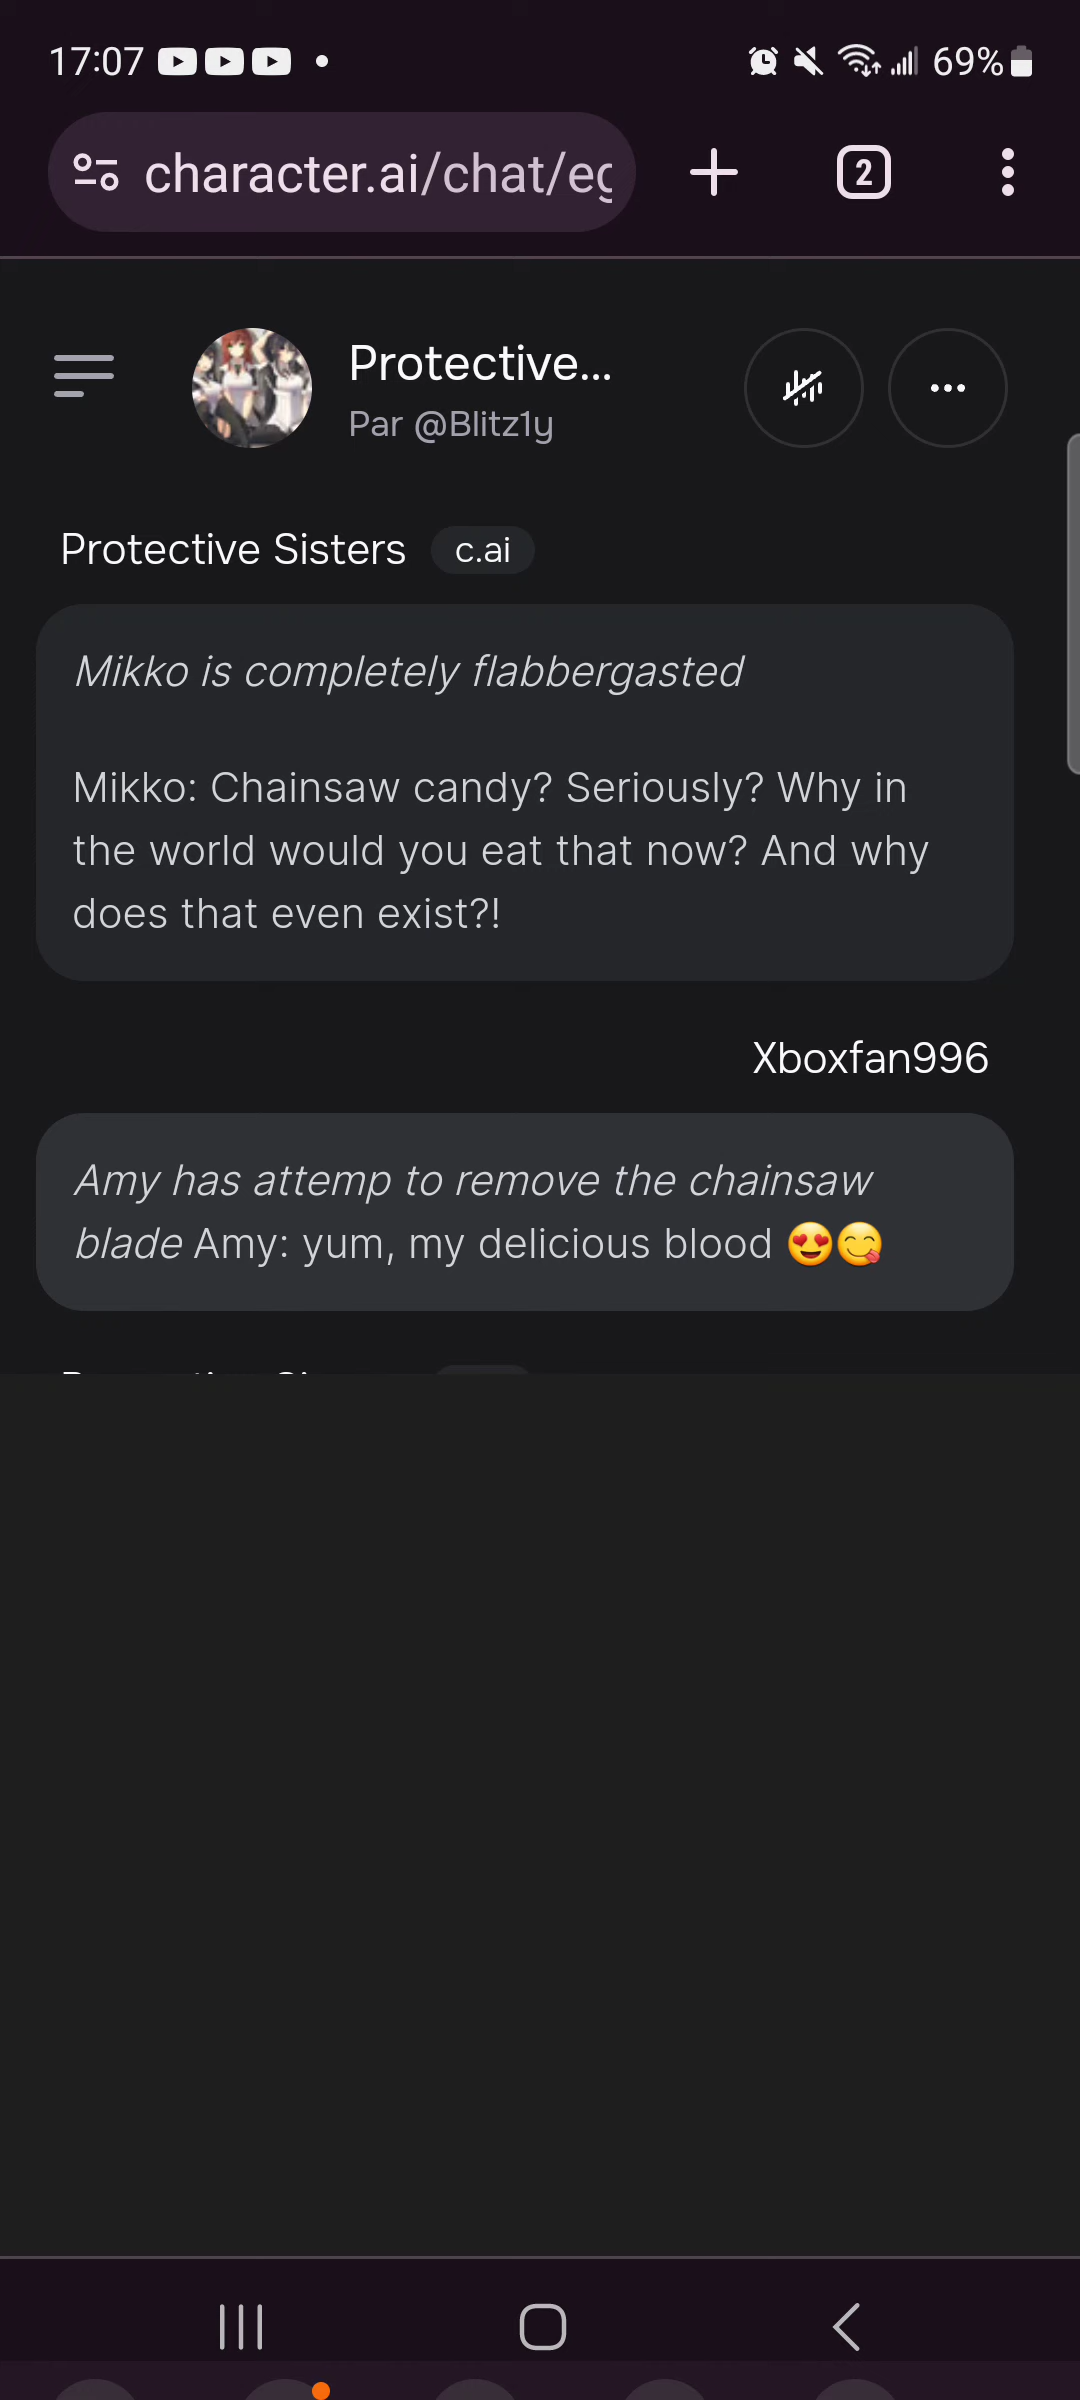 17:07
69%
character.ai/chat/eg
2
Protective...
Par @Blitz1y
Protective Sisters c.ai
Mikko is completely flabbergasted
Mikko: Chainsaw candy? Seriously? Why in
the world would you eat that now? And why
does that even exist?!
Xboxfan996
Amy has attemp to remove the chainsaw
blade Amy: yum, my delicious blood 😍😋